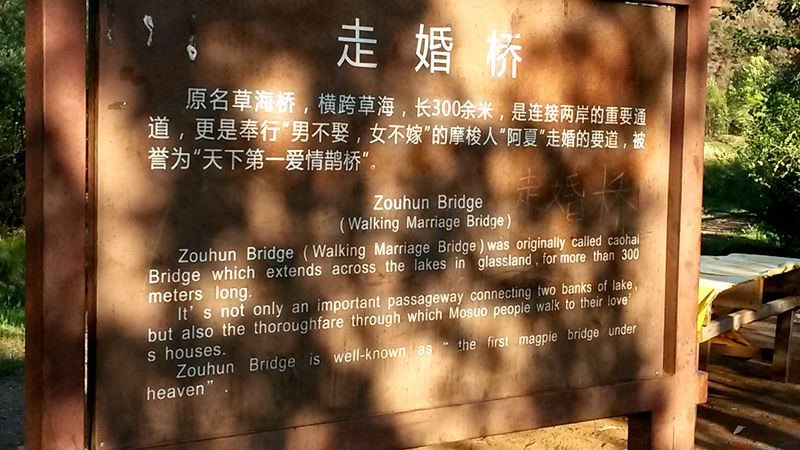 走婚桥
原名草海桥，横跨草海，长300余米，是连接两岸的重要通
道，更是奉行“男不娶，女不嫁”的摩梭人“阿夏”走婚的要道，被
誉为“天下第一爱情鹊桥”。
Zouhun Bridge
(Walking Marriage Bridge)
走婚桥
Zouhun Bridge (Walking Marriage Bridge) was originally called caohai
Bridge which extends across the lakes in glassland, for more than 300
meters long.
It's not only an important passageway connecting two banks of lake,
but also the thoroughfare through which Mosuo people walk to their love'
s houses.
Zouhun Bridge is well-known as “the first magpie bridge under
heaven”.